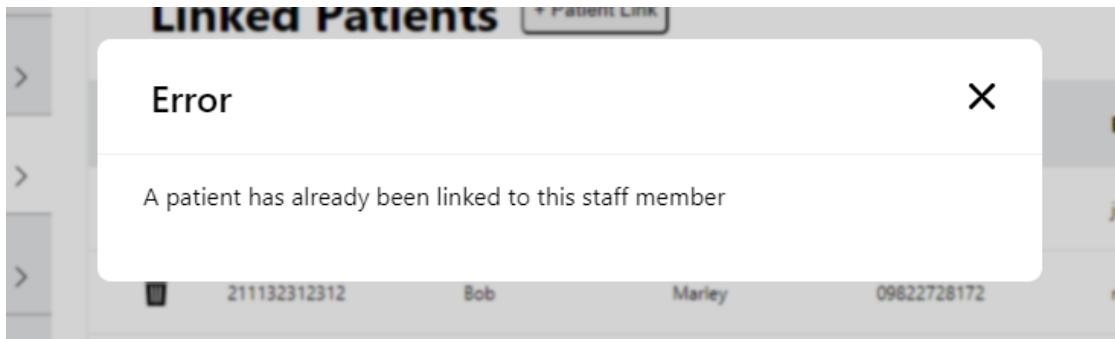 Linked Patients + Patient Link
Error
A patient has already been linked to this staff member
211132312312 Bob Marley 09822728172